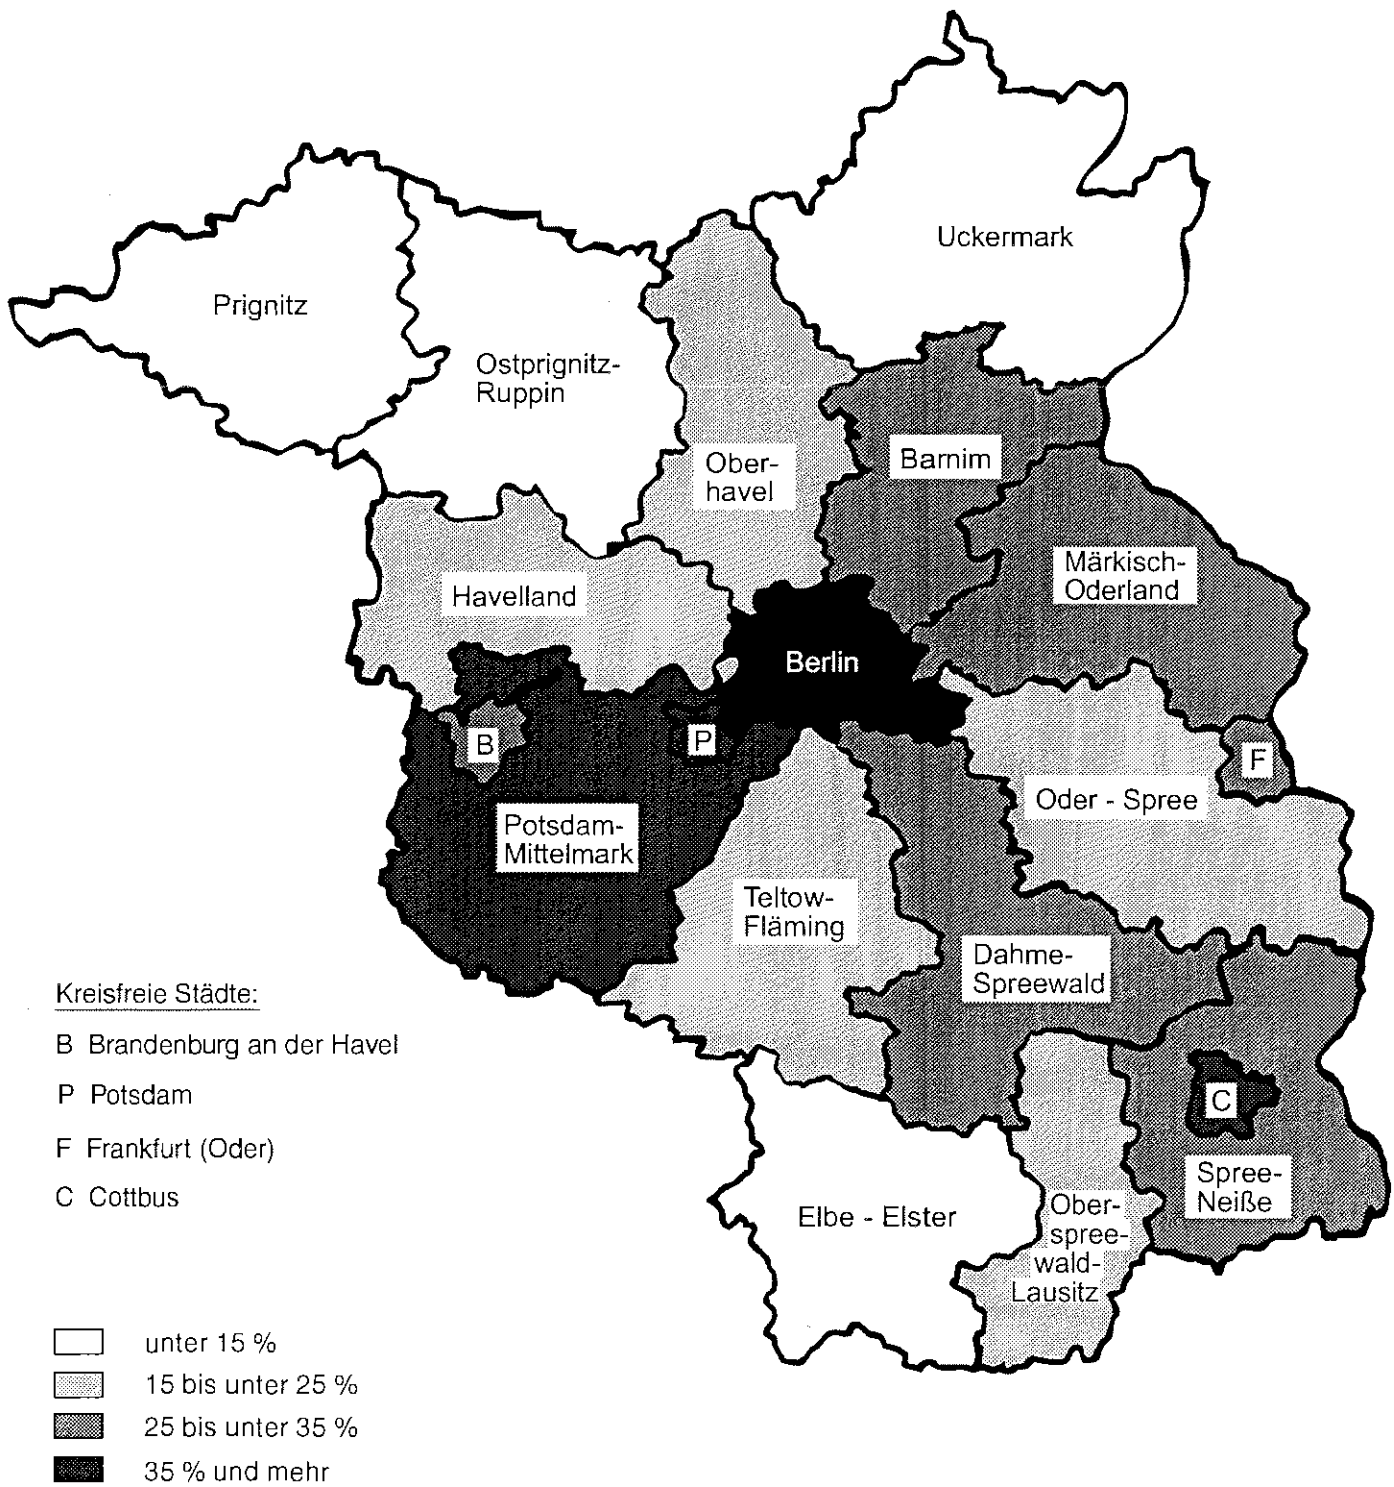 Uckermark
Prignitz
Ostprignitz-
Ruppin
Ober-
havel
Barnim
Märkisch-
Oderland
Havelland
Berlin
B
P
F
Oder - Spree
Potsdam-
Mittelmark
Teltow-
Fläming
Dahme-
Spreewald
C
Spree-
Neiße
Elbe - Elster
Ober-
spree-
wald-
Lausitz
Kreisfreie Städte:
B Brandenburg an der Havel
P Potsdam
F Frankfurt (Oder)
C Cottbus
unter 15 %
15 bis unter 25 %
25 bis unter 35 %
35 % und mehr